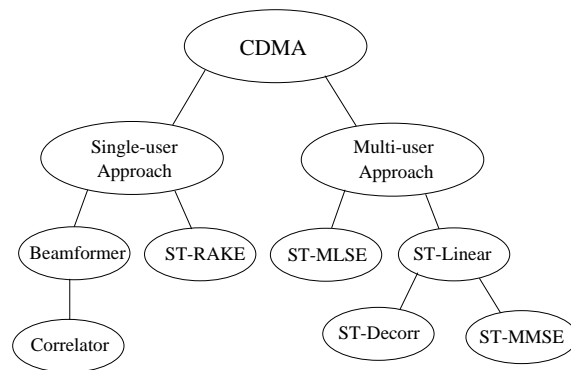 CDMA
Single-user
Approach
Multi-user
Approach
Beamformer
ST-RAKE
ST-MLSE
ST-Linear
Correlator
ST-Decorr
ST-MMSE